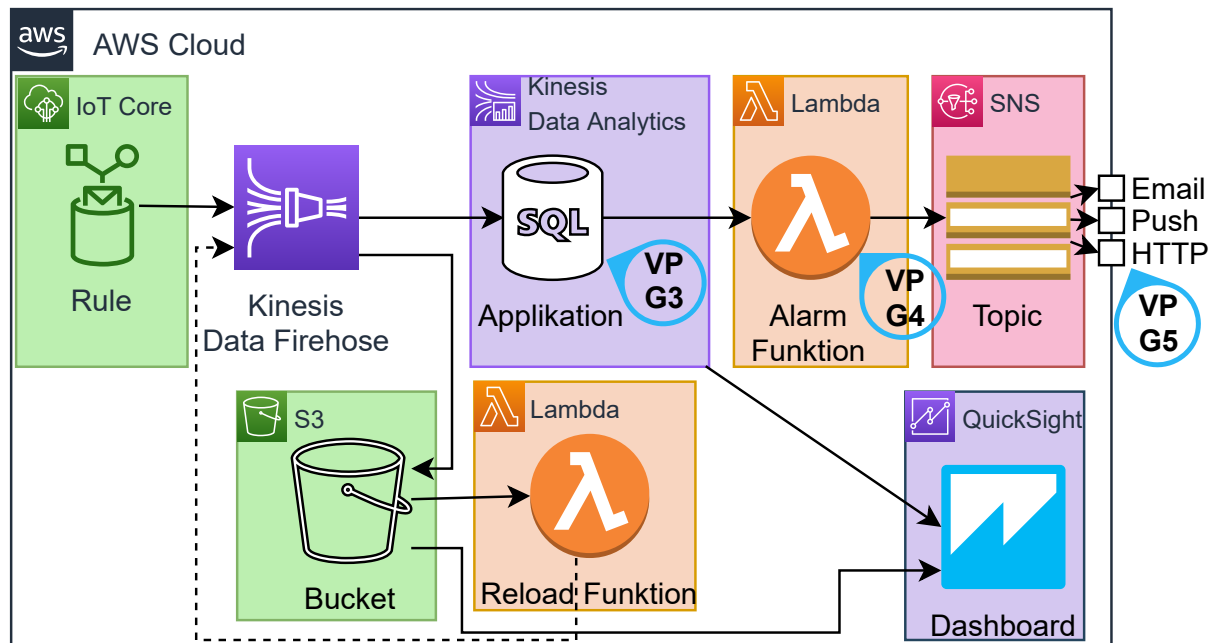 aws
AWS Cloud
IoT Core
Rule
Kinesis
Data Firehose
Kinesis
Data Analytics
SQL
Applikation
VP
G3
Lambda
Alarm
Funktion
VP
G4
SNS
Topic
Email
Push
HTTP
VP
G5
S3
Bucket
Lambda
Reload Funktion
QuickSight
Dashboard